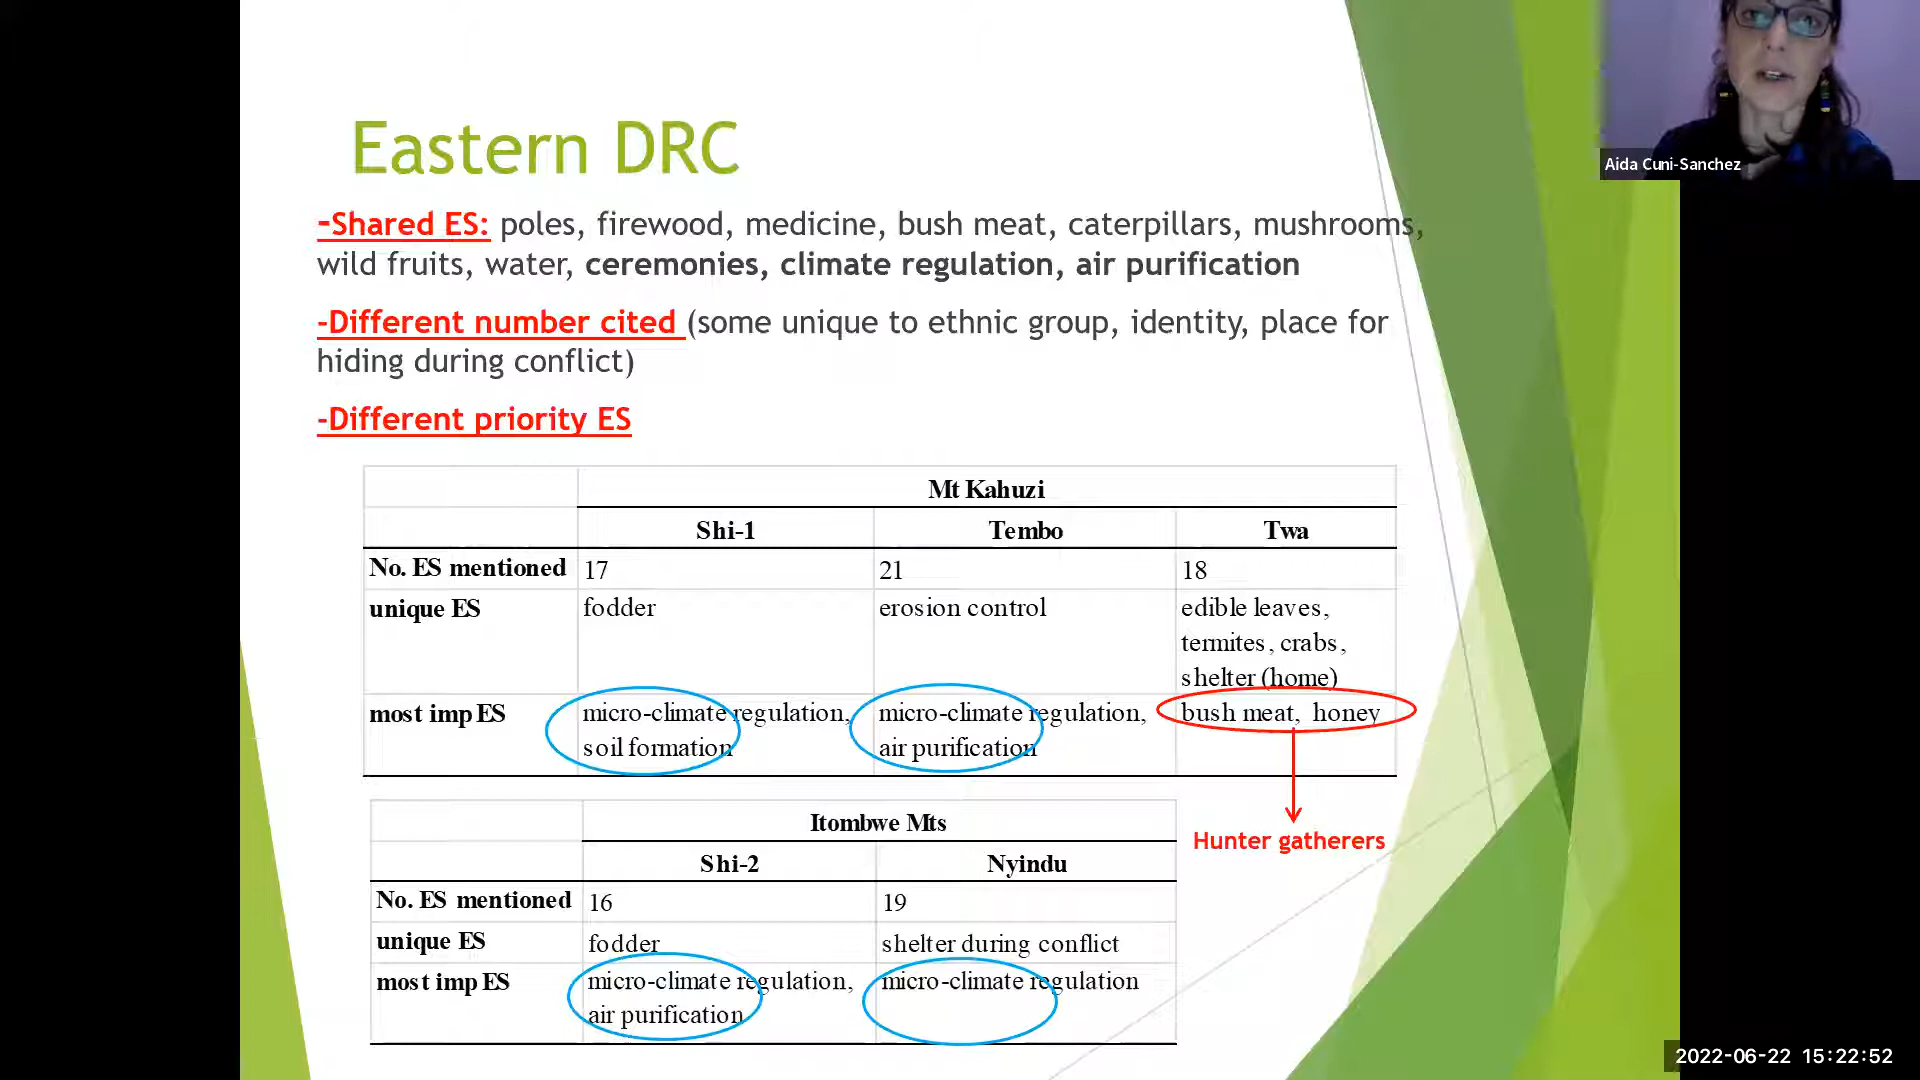 Eastern DRC
Aida Cuni-Sanchez
-Shared ES: poles, firewood, medicine, bush meat, caterpillars, mushrooms,
wild fruits, water, ceremonies, climate regulation, air purification
-Different number cited (some unique to ethnic group, identity, place for
hiding during conflict)
-Different priority ES
Mt Kahuzi
Shi-1 Tembo Twa
No. ES mentioned 17 21 18
unique ES fodder erosion control edible leaves,
termites, crabs,
shelter (home)
most imp ES micro-climate regulation, micro-climate regulation, bush meat, honey
soil formation air purification
Hunter gatherers
Itombwe Mts
Shi-2 Nyindu
No. ES mentioned 16 19
unique ES fodder shelter during conflict
most imp ES micro-climate regulation, micro-climate regulation
air purification
2022-06-22 15:22:52